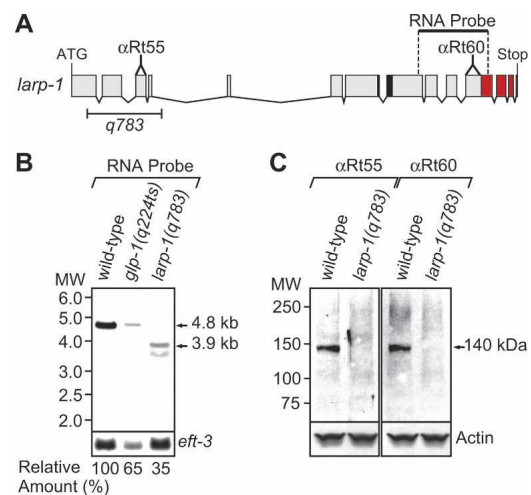 A
RNA Probe
ATG αRt55 αRt60 Stop
larp-1
q783
B
RNA Probe
wild-type
glp-1(q224ts)
larp-1(q783)
MW
6.0
5.0
4.0
3.0
2.5
2.0
4.8 kb
3.9 kb
eft-3
Relative 100 65 35
Amount (%)
C
αRt55 αRt60
wild-type
larp-1(q783)
wild-type
larp-1(q783)
MW
250
150
100
75
140 kDa
Actin